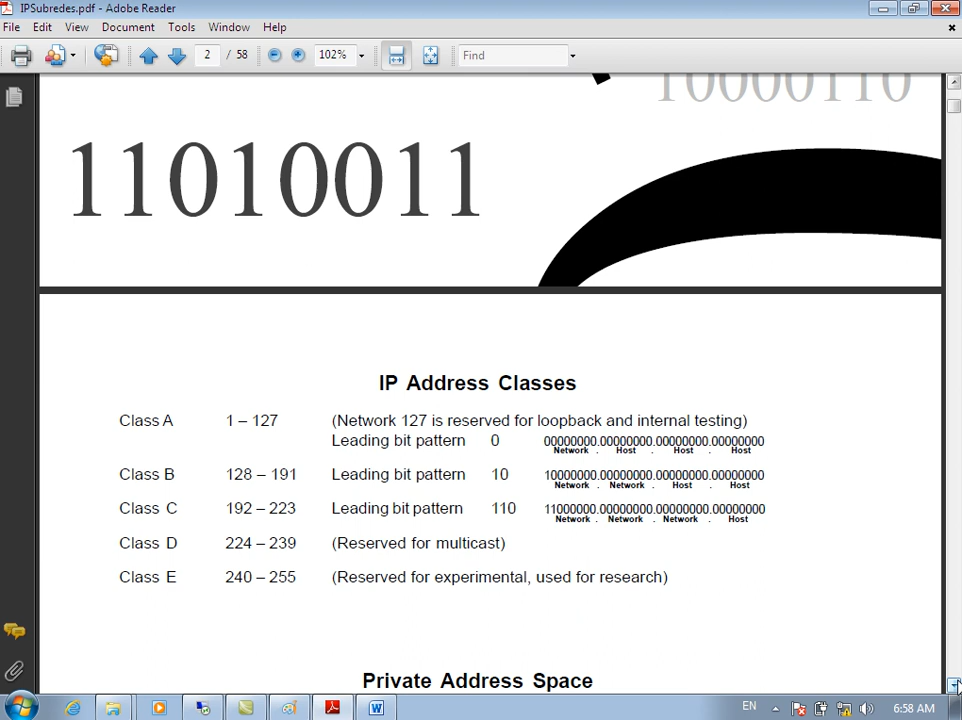 IPSubredes.pdf - Adobe Reader
File Edit View Document Tools Window Help
2 / 58 102% Find
10000110
11010011
IP Address Classes
Class A 1 – 127 (Network 127 is reserved for loopback and internal testing)
Leading bit pattern 0 00000000.00000000.00000000.00000000
Network . Host . Host . Host
Class B 128 – 191 Leading bit pattern 10 10000000.00000000.00000000.00000000
Network . Network . Host . Host
Class C 192 – 223 Leading bit pattern 110 11000000.00000000.00000000.00000000
Network . Network . Network . Host
Class D 224 – 239 (Reserved for multicast)
Class E 240 – 255 (Reserved for experimental, used for research)
Private Address Space
EN 6:58 AM